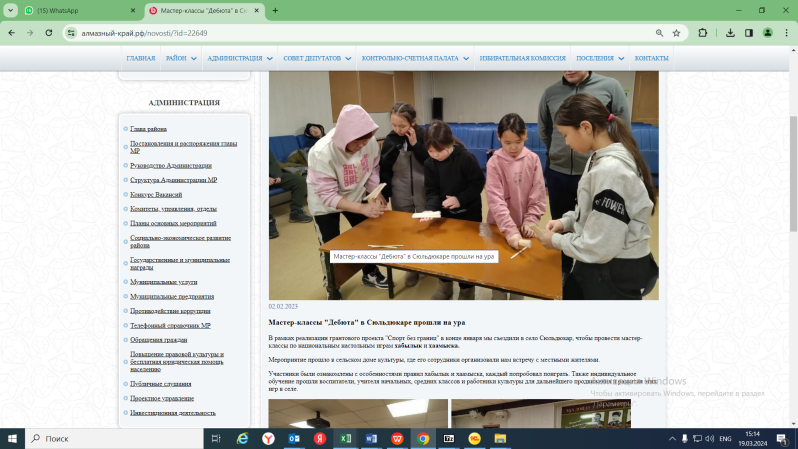 (15) WhatsApp
Мастер-классы "Дебюта" в Сю
алмазный-край.рф/novosti/?id=22649
ГЛАВНАЯ РАЙОН АДМИНИСТРАЦИЯ СОВЕТ ДЕПУТАТОВ КОНТРОЛЬНО-СЧЕТНАЯ ПАЛАТА ИЗБИРАТЕЛЬНАЯ КОМИССИЯ ПОСЕЛЕНИЯ КОНТАКТЫ
АДМИНИСТРАЦИЯ
Глава района
Постановления и распоряжения главы
МР
Руководство Администрации
Структура Администрации МР
Конкурс Вакансий
Комитеты, управления, отделы
Планы основных мероприятий
Социально-экономическое развитие
района
Государственные и муниципальные
награды
Муниципальные услуги
Муниципальные предприятия
Противодействие коррупции
Телефонный справочник МР
Обращения граждан
Повышение правовой культуры и
бесплатная юридическая помощь
населению
Публичные слушания
Проектное управление
Инвестиционная деятельность
POWER
Мастер-классы "Дебюта" в Сюльдюкаре прошли на ура
02.02.2023
Мастер-классы "Дебюта" в Сюльдюкаре прошли на ура
В рамках реализации грантового проекта "Спорт без границ" в конце января мы съездили в село Сюльдюкар, чтобы провести мастер-
классы по национальным настольным играм хабылык и хаамыска.
Мероприятие прошло в сельском доме культуры, где его сотрудники организовали нам встречу с местными жителями.
Участники были ознакомлены с особенностями правил хабылык и хаамыска, каждый попробовал поиграть. Также индивидуальное
обучение прошли воспитатели, учителя начальных, средних классов и работники культуры для дальнейшего продвижения и развития этих
игр в селе.
Windows
Чтобы активировать Windows, перейдите в раздел
Поиск
ENG
15:14
19.03.2024